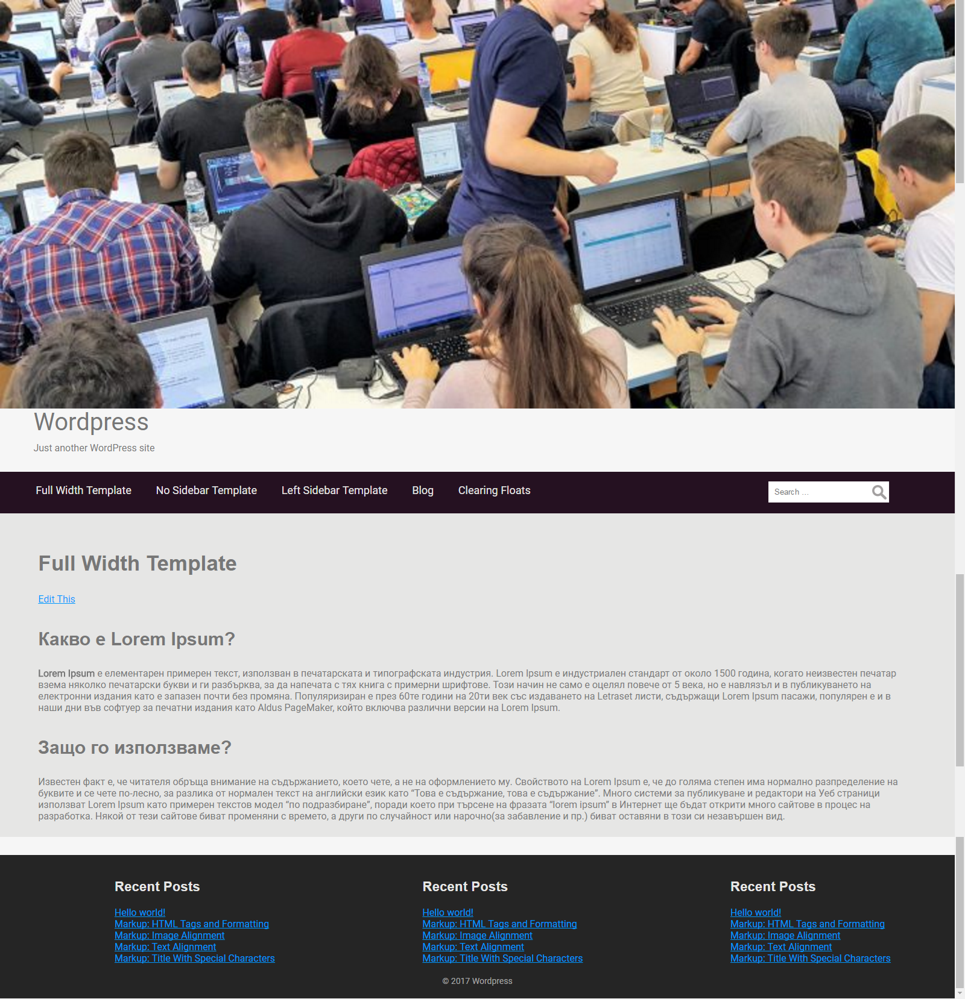 Wordpress
Just another WordPress site
Full Width Template No Sidebar Template Left Sidebar Template Blog Clearing Floats Search ...
Full Width Template
Edit This
Какво е Lorem Ipsum?
Lorem Ipsum е елементарен примерен текст, използван в печатарската и типографската индустрия. Lorem Ipsum е индустриален стандарт от около 1500 година, когато неизвестен печатар
взема няколко печатарски букви и ги разбърква, за да напечата с тях книга с примерни шрифтове. Този начин не само е оцелял повече от 5 века, но е навлязъл и в публикуването на
електронни издания като е запазен почти без промяна. Популяризиран е през 60те години на 20ти век със издаването на Letraset листи, съдържащи Lorem Ipsum пасажи, популярен е и в
наши дни във софтуер за печатни издания като Aldus PageMaker, който включва различни версии на Lorem Ipsum.
Защо го използваме?
Известен факт е, че читателя обръща внимание на съдържанието, което чете, а не на оформлението му. Свойството на Lorem Ipsum е, че до голяма степен има нормално разпределение на
буквите и се чете по-лесно, за разлика от нормален текст на английски език като “Това е съдържание, това е съдържание”. Много системи за публикуване и редактори на Уеб страници
използват Lorem Ipsum като примерен текстов модел “по подразбиране”, поради което при търсене на фразата “lorem ipsum” в Интернет ще бъдат открити много сайтове в процес на
разработка. Някой от тези сайтове биват променяни с времето, а други по случайност или нарочно(за забавление и пр.) биват оставяни в този си незавършен вид.
Recent Posts
Hello world!
Markup: HTML Tags and Formatting
Markup: Image Alignment
Markup: Text Alignment
Markup: Title With Special Characters
Recent Posts
Hello world!
Markup: HTML Tags and Formatting
Markup: Image Alignment
Markup: Text Alignment
Markup: Title With Special Characters
Recent Posts
Hello world!
Markup: HTML Tags and Formatting
Markup: Image Alignment
Markup: Text Alignment
Markup: Title With Special Characters
© 2017 Wordpress